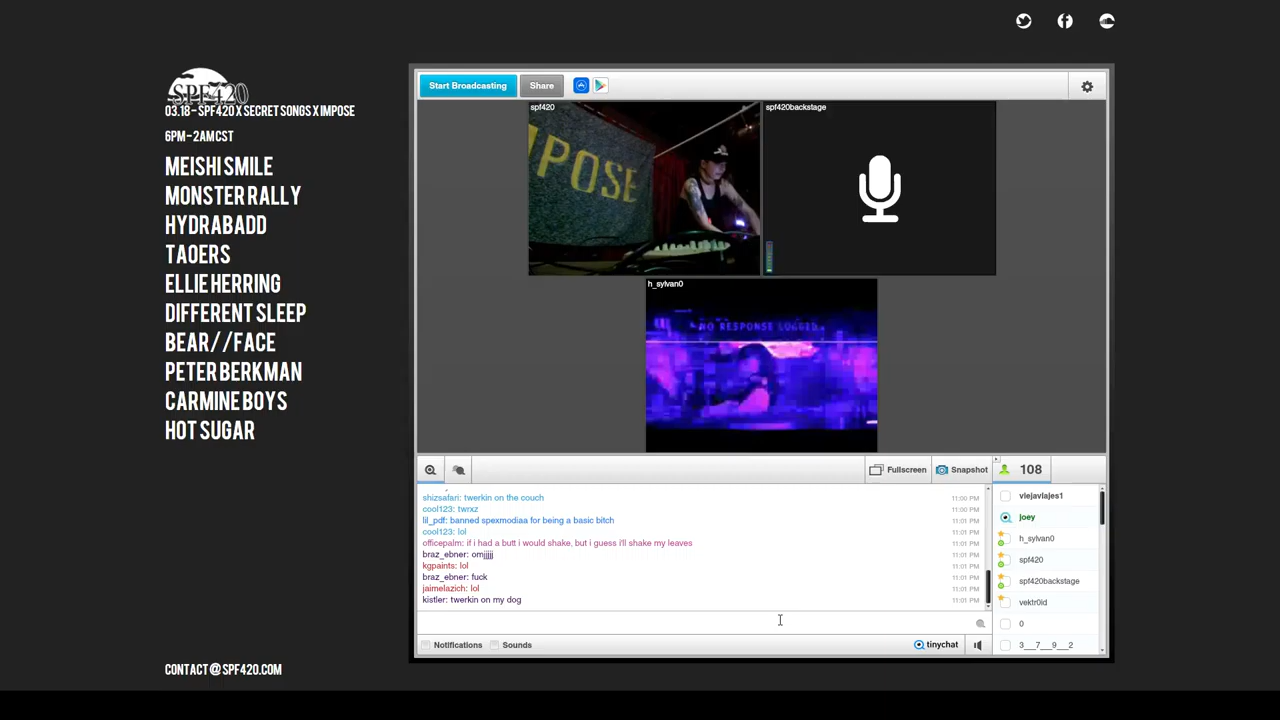 SPF420
03.18 - SPF420 X SECRET SONGS X IMPOSE
6PM - 2AM CST
MEISHI SMILE
MONSTER RALLY
HYDRABADD
TAOERS
ELLIE HERRING
DIFFERENT SLEEP
BEAR//FACE
PETER BERKMAN
CARMINE BOYS
HOT SUGAR
CONTACT@SPF420.COM
Start Broadcasting
Share
spf420
POSE
spf420backstage
h_sylvan0
NO RESPONSE LOGGED
Fullscreen
Snapshot
108
shizsafari: twerkin on the couch 11:00 PM
cool123: twrxz 11:00 PM
lil_pdf: banned spexmodiaa for being a basic bitch 11:01 PM
cool123: lol 11:01 PM
officepalm: if i had a butt i would shake, but i guess i'll shake my leaves 11:01 PM
braz_ebner: omjjjjj 11:01 PM
kgpaints: lol 11:01 PM
braz_ebner: fuck 11:01 PM
jaimelazich: lol 11:01 PM
kistler: twerkin on my dog 11:01 PM
viejaviajes1
joey
h_sylvan0
spf420
spf420backstage
vektr0id
0
3__7__9__2
Notifications
Sounds
tinychat